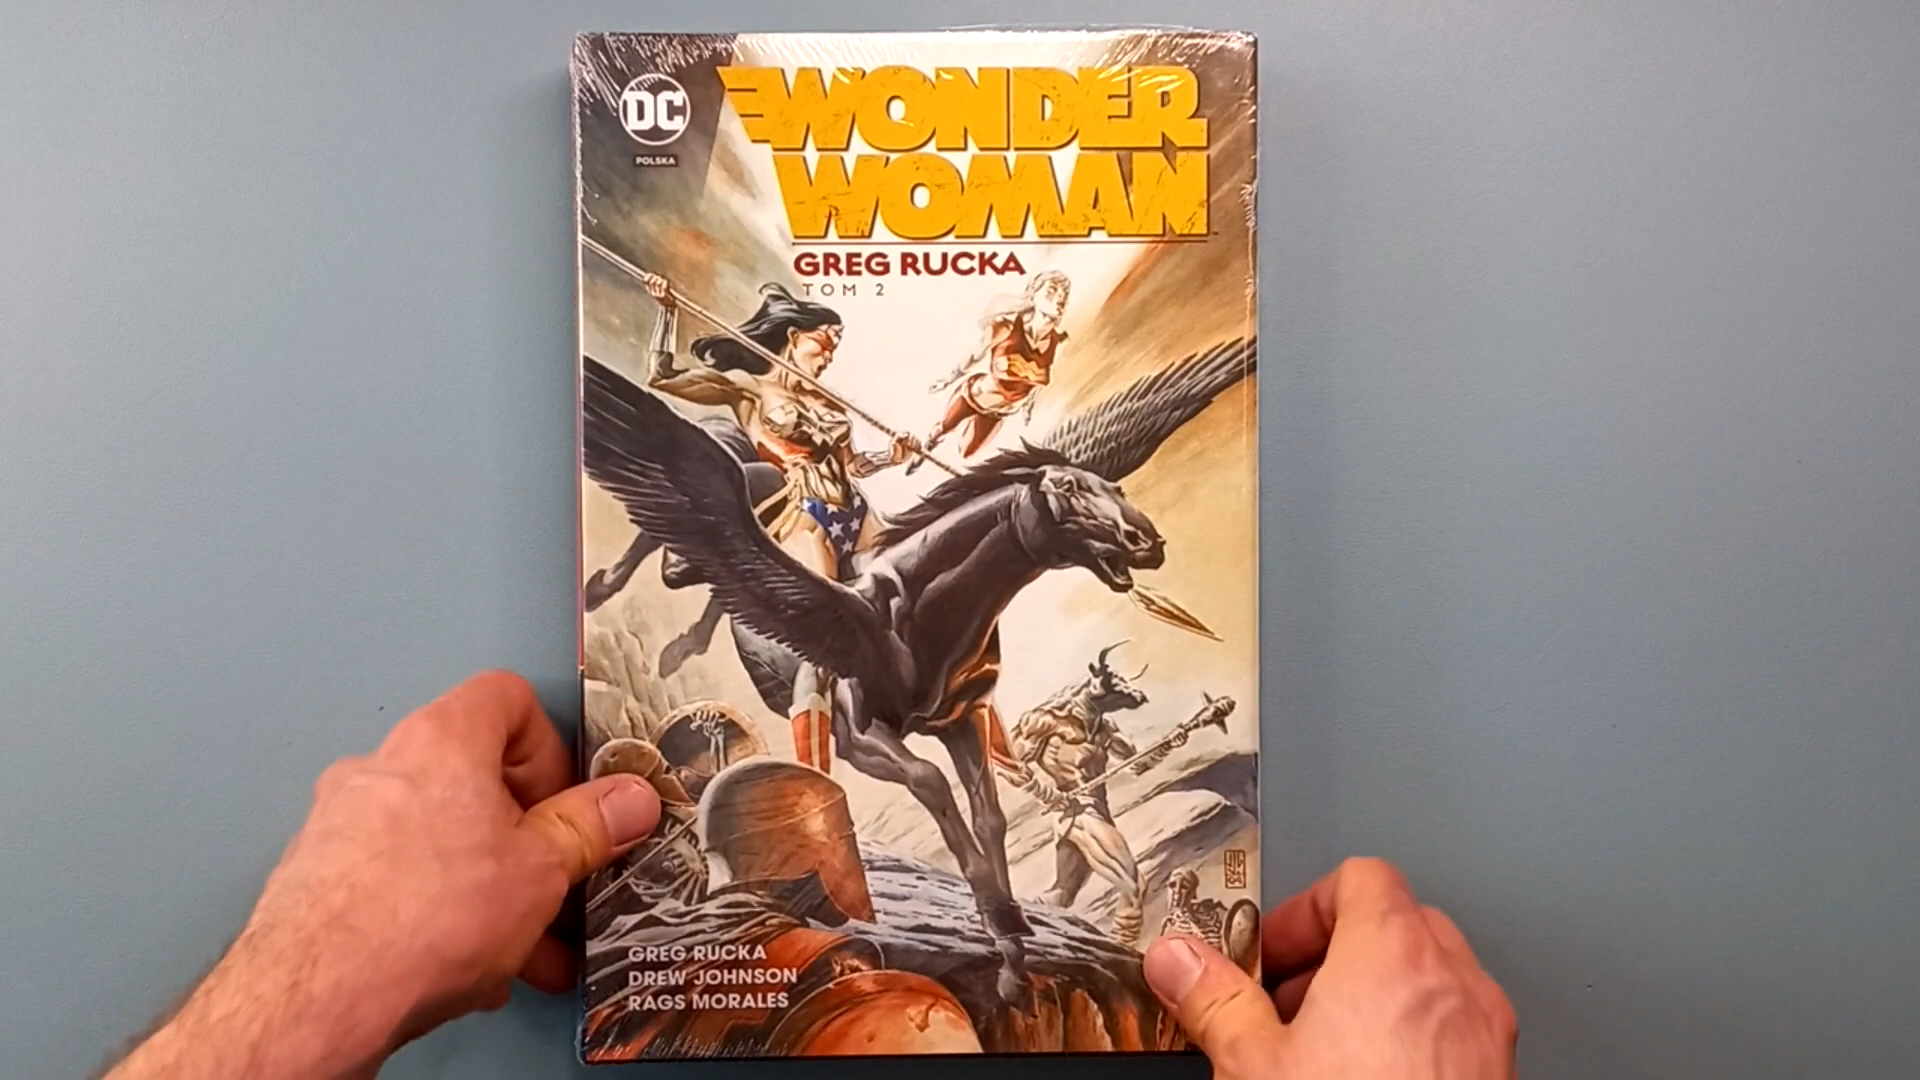 DC
POLSKA
WONDER
WOMAN
GREG RUCKA
TOM 2
GREG RUCKA
DREW JOHNSON
RAGS MORALES